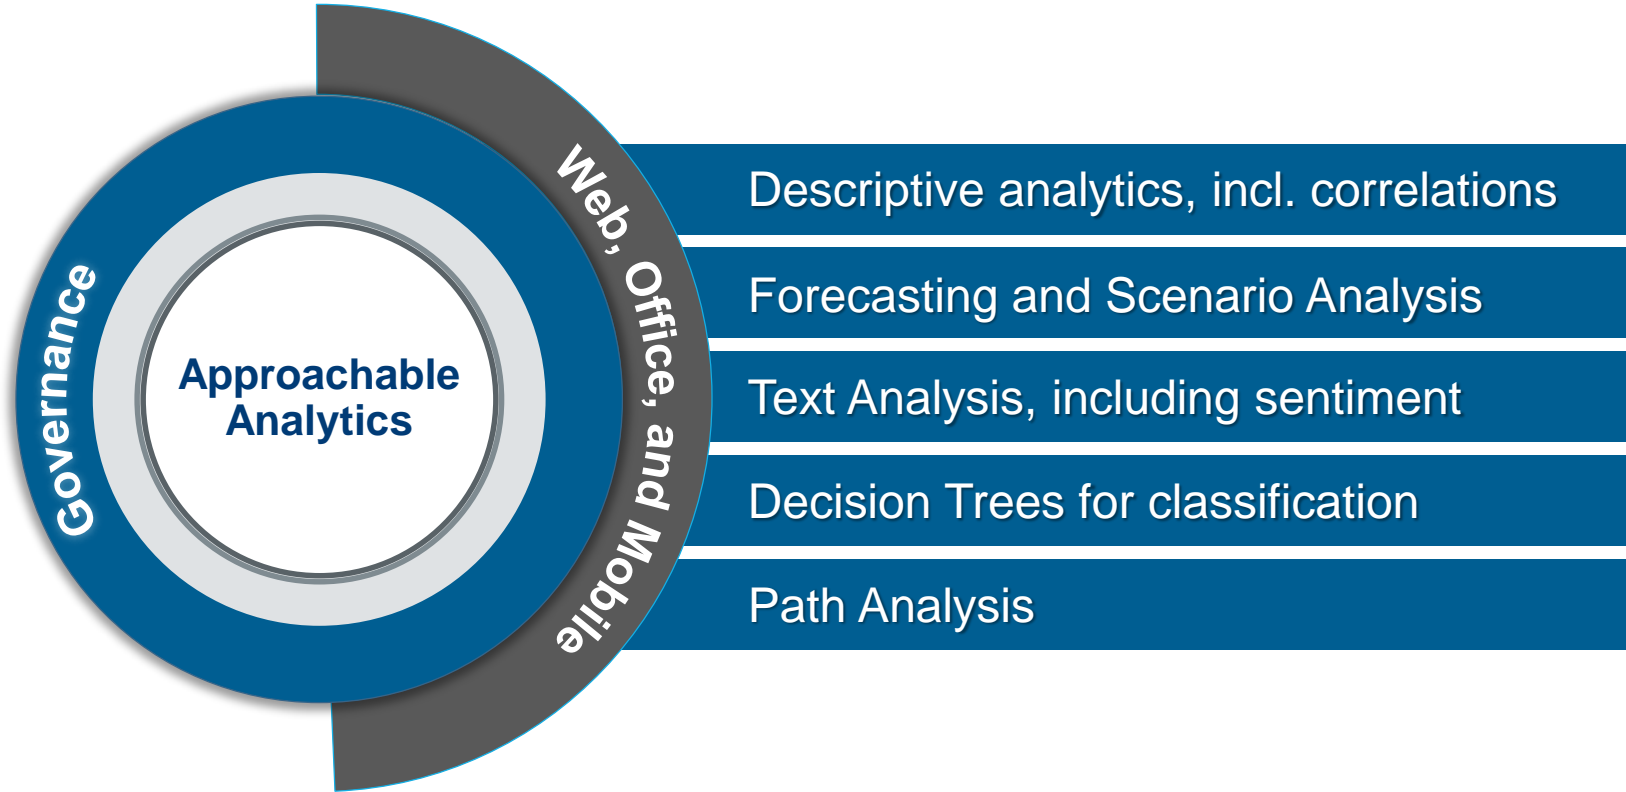 Governance
Approachable
Analytics
Web, Office, and Mobile
Descriptive analytics, incl. correlations
Forecasting and Scenario Analysis
Text Analysis, including sentiment
Decision Trees for classification
Path Analysis